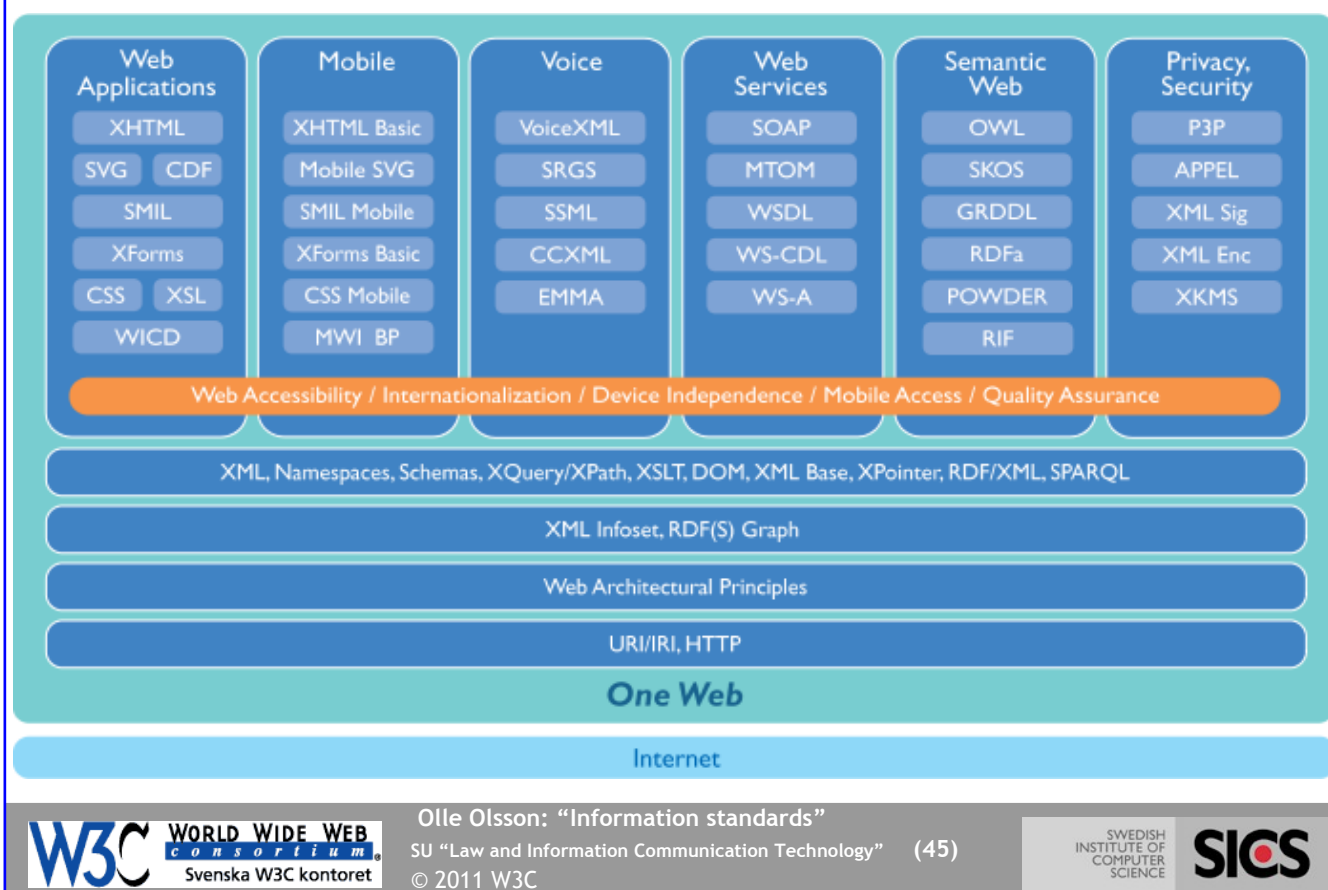 Web
Applications
XHTML
SVG CDF
SMIL
XForms
CSS XSL
WICD
Mobile
XHTML Basic
Mobile SVG
SMIL Mobile
XForms Basic
CSS Mobile
MWI BP
Voice
VoiceXML
SRGS
SSML
CCXML
EMMA
Web
Services
SOAP
MTOM
WSDL
WS-CDL
WS-A
Semantic
Web
OWL
SKOS
GRDDL
RDFa
POWDER
RIF
Privacy,
Security
P3P
APPEL
XML Sig
XML Enc
XKMS
Web Accessibility / Internationalization / Device Independence / Mobile Access / Quality Assurance
XML, Namespaces, Schemas, XQuery/XPath, XSLT, DOM, XML Base, XPointer, RDF/XML, SPARQL
XML Infoset, RDF(S) Graph
Web Architectural Principles
URI/IRI, HTTP
One Web
Internet
W3C
WORLD WIDE WEB
consortium®
Svenska W3C kontoret
Olle Olsson: “Information standards”
SU “Law and Information Communication Technology” (45)
© 2011 W3C
SWEDISH
INSTITUTE OF
COMPUTER
SCIENCE
SICS